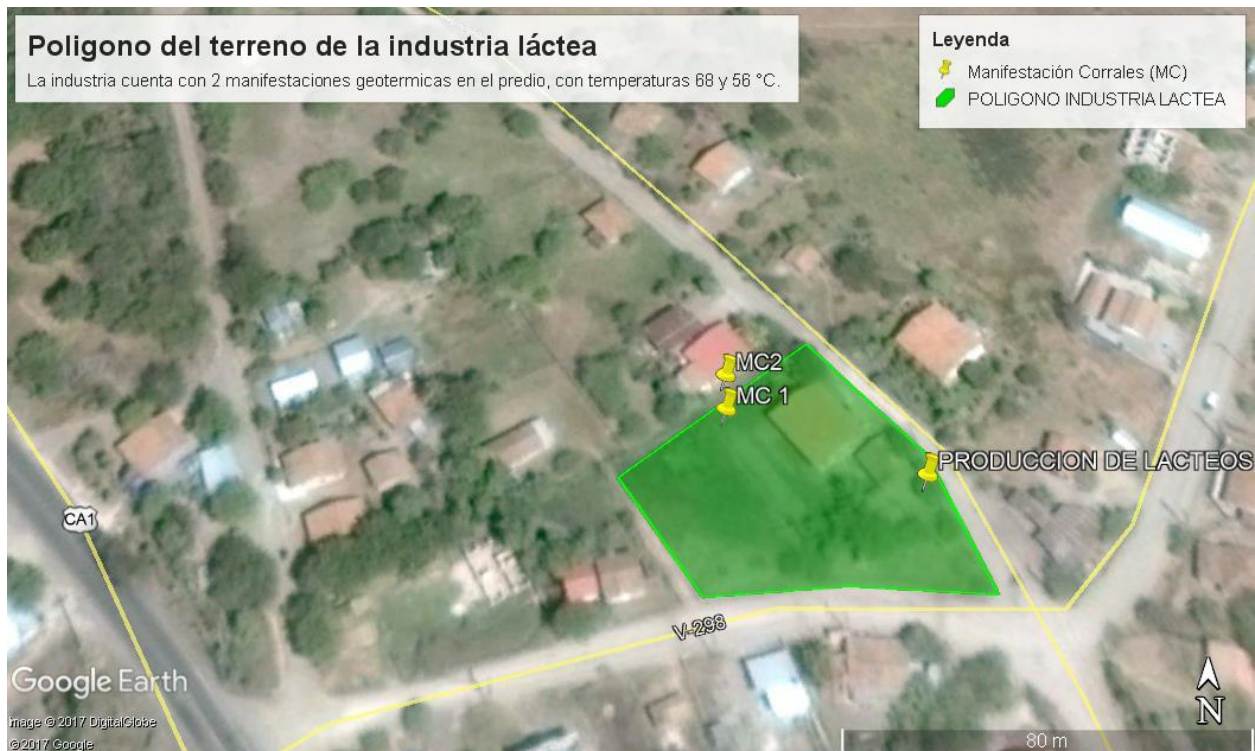 Poligono del terreno de la industria láctea
La industria cuenta con 2 manifestaciones geotermicas en el predio, con temperaturas 68 y 56 °C.
Leyenda
Manifestación Corrales (MC)
POLIGONO INDUSTRIA LACTEA
MC2
MC 1
PRODUCCION DE LACTEOS
CA1
V-298
Google Earth
Image © 2017 DigitalGlobe
©2017 Google
N
80 m